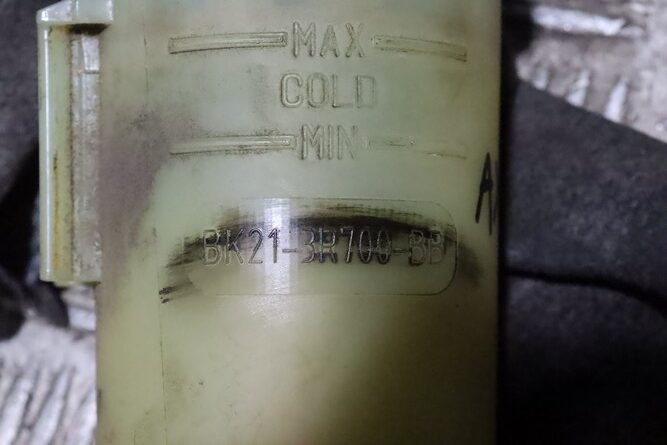 MAX
COLD
MIN
BK21-3R700-BB
A